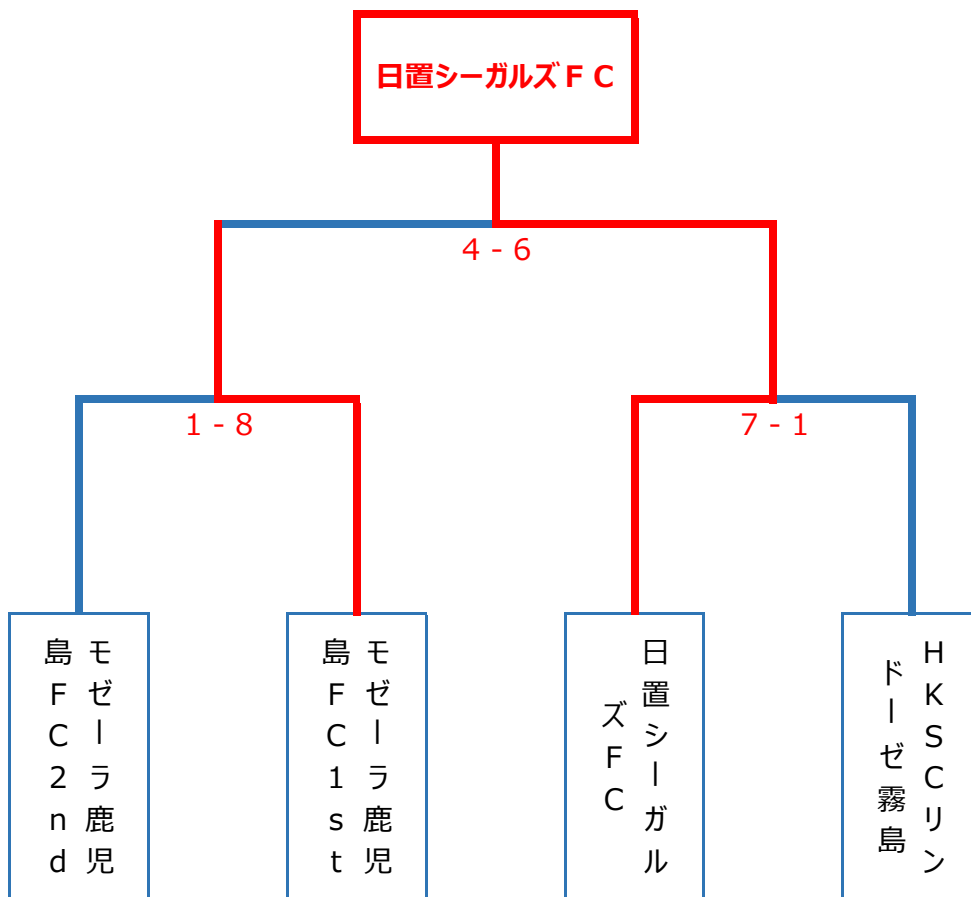 日置シーガルズＦＣ
4 - 6
1 - 8
7 - 1
モゼーラ鹿児
島ＦＣ2nd
モゼーラ鹿児
島ＦＣ1st
日置シーガル
ズＦＣ
ＨＫＳＣリン
ドーゼ霧島